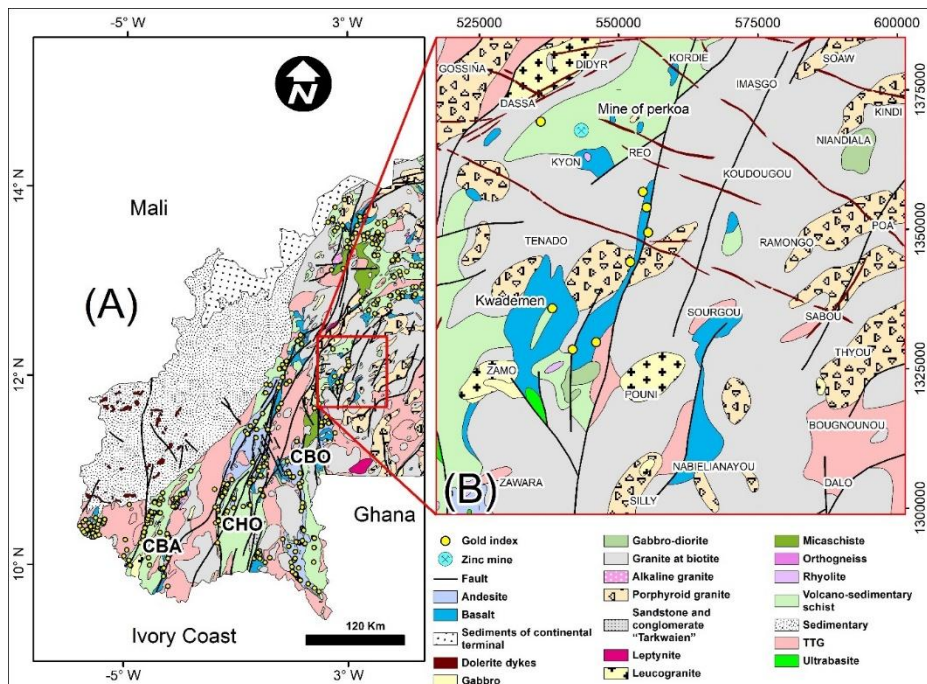 -5° W
-3° W
525000
550000
575000
600000
N
Mali
14° N
(A)
12° N
10° N
CBO
CHO
CBA
Ghana
Ivory Coast
120 Km
-5° W
-3° W
GOSSINA
DIDYR
KORDIE
SOAW
DASSA
IMASGO
KINDI
Mine of perkoa
NIANDIALA
REO
KYON
KOUDOUGOU
POA
TENADO
RAMONGO
Kwademen
SOURGOU
SABOU
THYOU
ZAMO
POUNI
BOUGNOUNOU
NABIELIANAYOU
ZAWARA
SILLY
DALO
(B)
1375000
1350000
1325000
1300000
Gold index
Zinc mine
Fault
Andesite
Basalt
Sediments of continental
terminal
Dolerite dykes
Gabbro
Gabbro-diorite
Granite at biotite
Alkaline granite
Porphyroid granite
Sandstone and
conglomerate
“Tarkwaien”
Leptynite
Leucogranite
Micaschiste
Orthogneiss
Rhyolite
Volcano-sedimentary
schist
Sedimentary
TTG
Ultrabasite